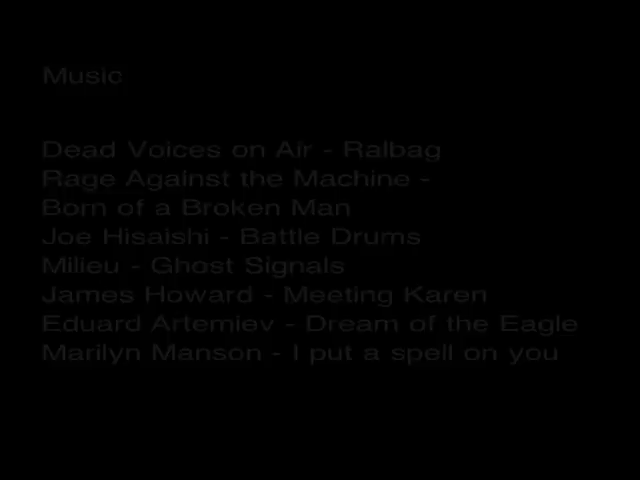 Music
Dead Voices on Air - Ralbag
Rage Against the Machine -
Born of a Broken Man
Joe Hisaishi - Battle Drums
Milieu - Ghost Signals
James Howard - Meeting Karen
Eduard Artemiev - Dream of the Eagle
Marilyn Manson - I put a spell on you